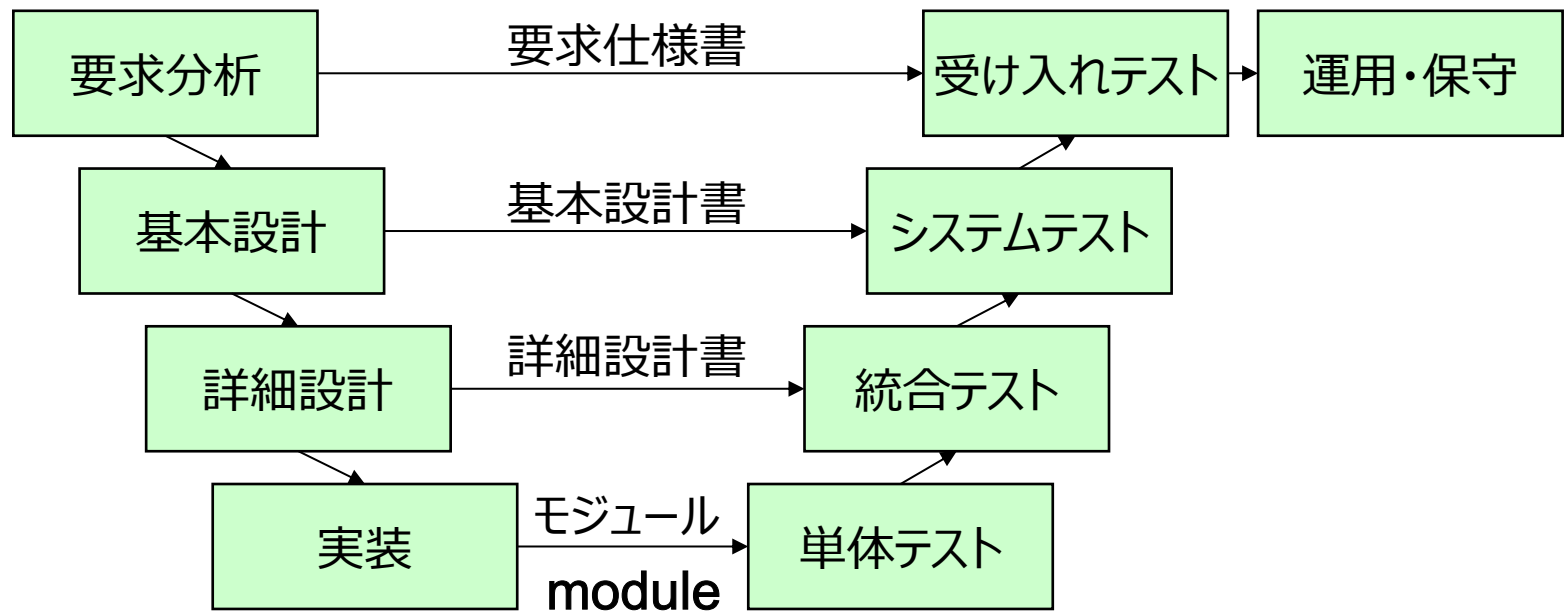 要求分析
要求仕様書
受け入れテスト
運用・保守
基本設計
基本設計書
システムテスト
詳細設計
詳細設計書
統合テスト
実装
モジュール
module
単体テスト